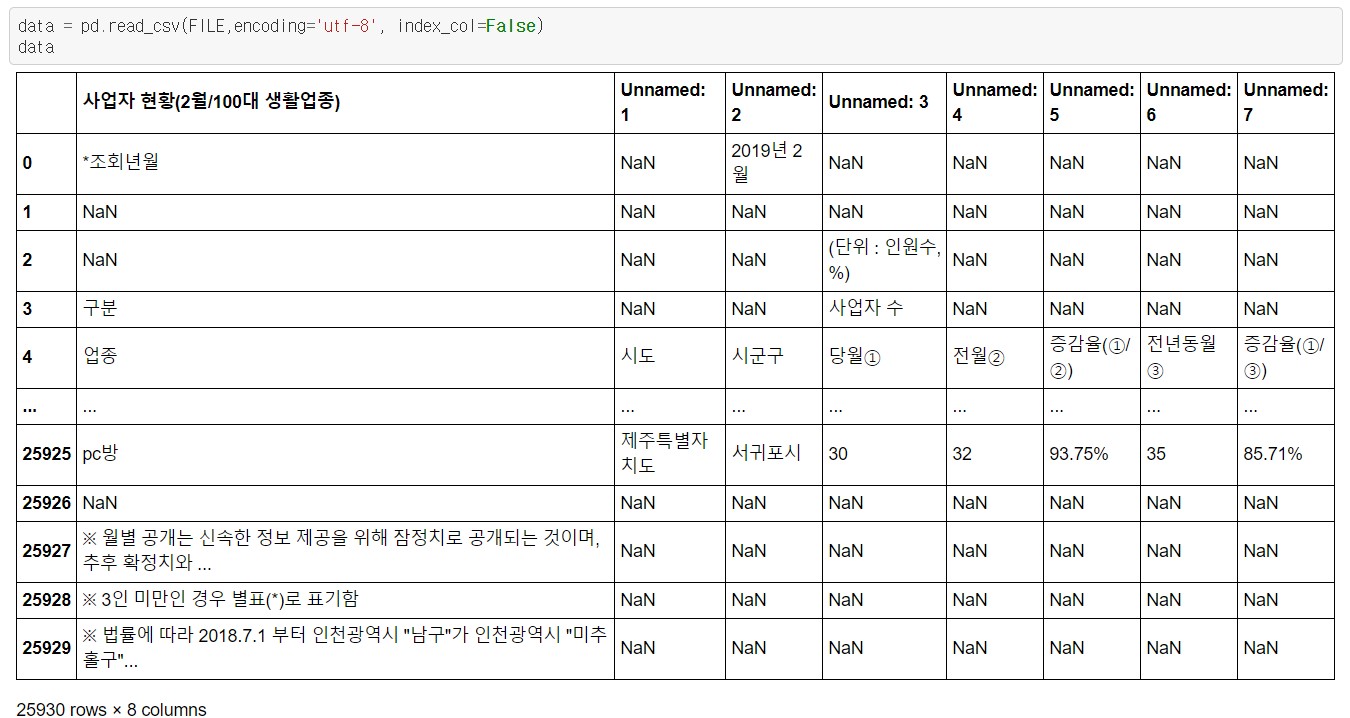 data = pd.read_csv(FILE,encoding='utf-8', index_col=False)
data
사업자 현황(2월/100대 생활업종) Unnamed: 1 Unnamed: 2 Unnamed: 3 Unnamed: 4 Unnamed: 5 Unnamed: 6 Unnamed: 7
0 *조회년월 NaN 2019년 2월 NaN NaN NaN NaN NaN
1 NaN NaN NaN NaN NaN NaN NaN NaN
2 NaN NaN NaN (단위 : 인원수, %) NaN NaN NaN NaN
3 구분 NaN NaN 사업자 수 NaN NaN NaN NaN
4 업종 시도 시군구 당월① 전월② 증감율(①/②) 전년동월③ 증감율(①/③)
... ... ... ... ... ... ... ... ...
25925 pc방 제주특별자치도 서귀포시 30 32 93.75% 35 85.71%
25926 NaN NaN NaN NaN NaN NaN NaN NaN
25927 ※ 월별 공개는 신속한 정보 제공을 위해 잠정치로 공개되는 것이며, 추후 확정치와 ... NaN NaN NaN NaN NaN NaN NaN
25928 ※ 3인 미만인 경우 별표(*)로 표기함 NaN NaN NaN NaN NaN NaN NaN
25929 ※ 법률에 따라 2018.7.1 부터 인천광역시 "남구"가 인천광역시 "미추홀구"... NaN NaN NaN NaN NaN NaN NaN
25930 rows × 8 columns